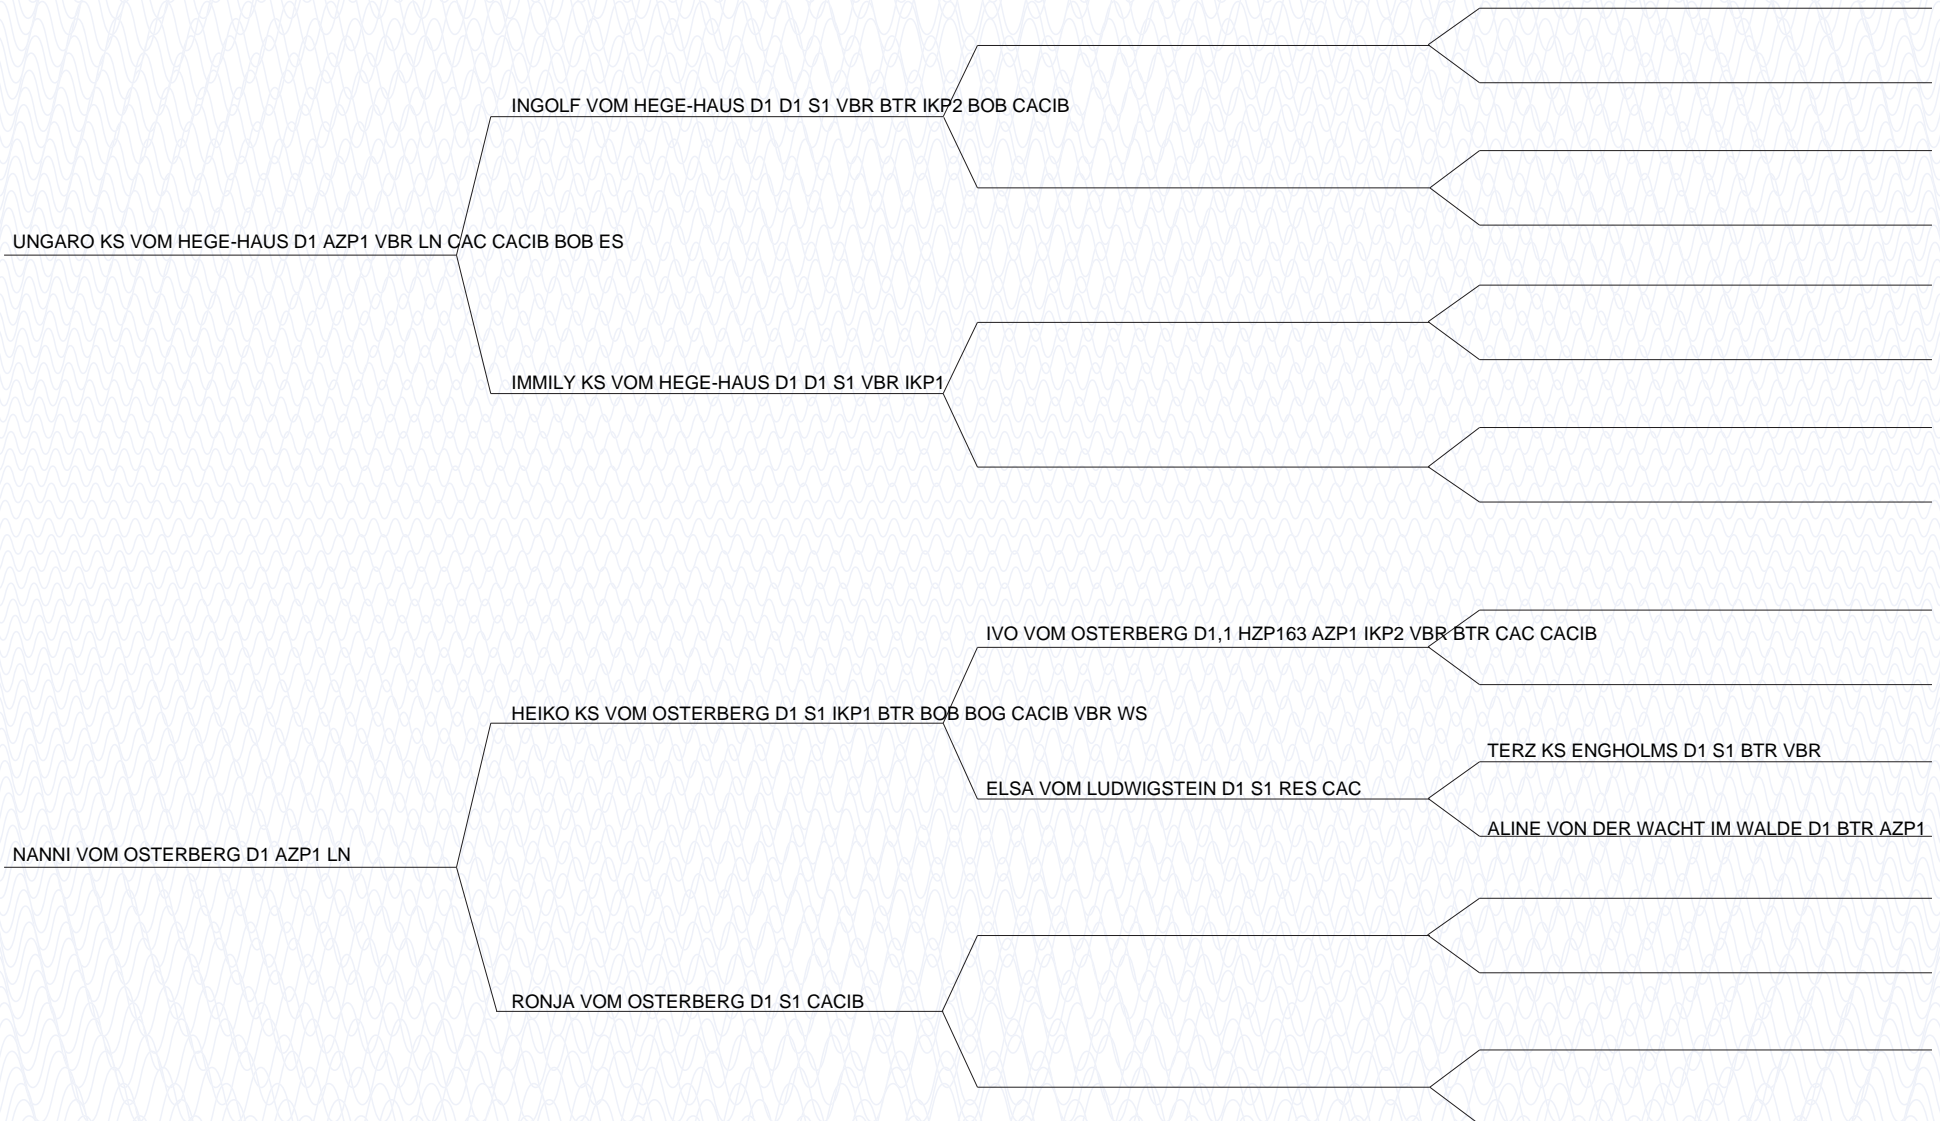 INGOLF VOM HEGE-HAUS D1 D1 S1 VBR BTR IKP2 BOB CACIB
UNGARO KS VOM HEGE-HAUS D1 AZP1 VBR LN CAC CACIB BOB ES
IMMILY KS VOM HEGE-HAUS D1 D1 S1 VBR IKP1
IVO VOM OSTERBERG D1,1 HZP163 AZP1 IKP2 VBR BTR CAC CACIB
HEIKO KS VOM OSTERBERG D1 S1 IKP1 BTR BOB BOG CACIB VBR WS
TERZ KS ENGHOLMS D1 S1 BTR VBR
ELSA VOM LUDWIGSTEIN D1 S1 RES CAC
ALINE VON DER WACHT IM WALDE D1 BTR AZP1
NANNI VOM OSTERBERG D1 AZP1 LN
RONJA VOM OSTERBERG D1 S1 CACIB